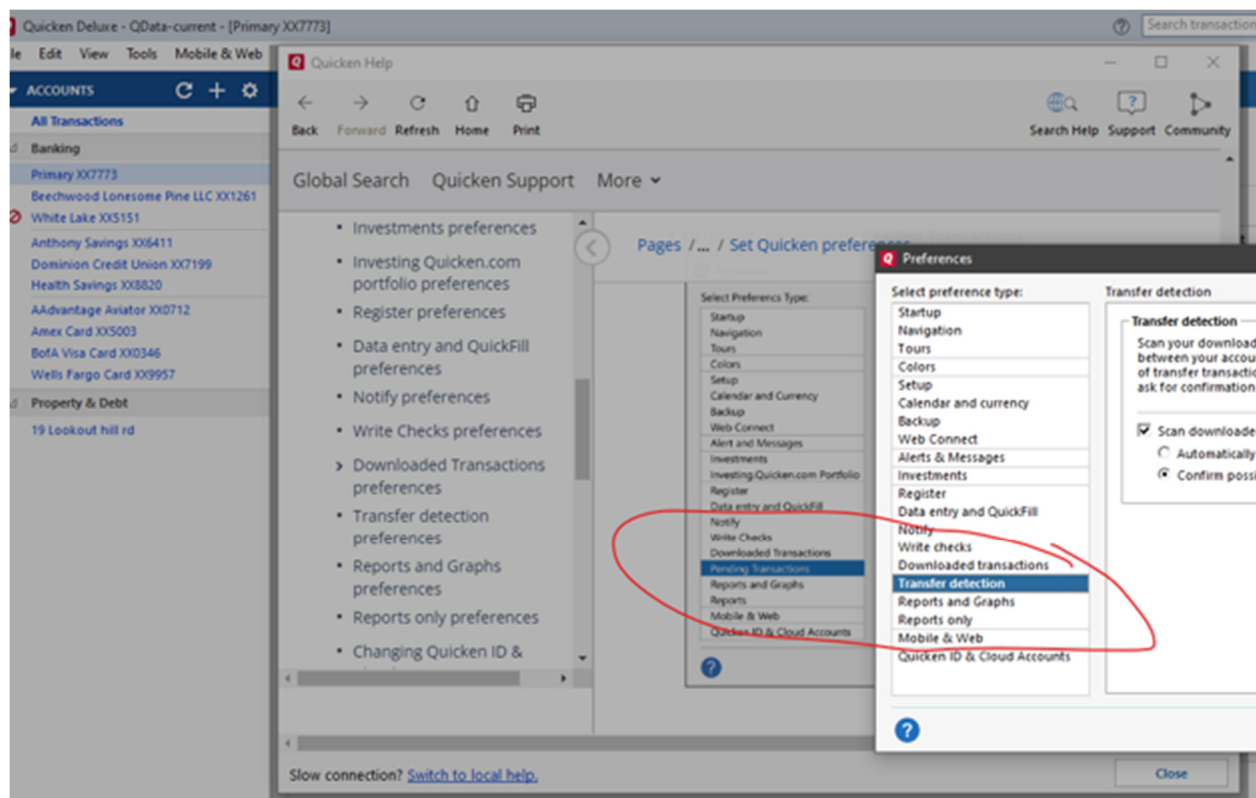 Quicken Deluxe - QData-current - [Primary XX7773]
Search transaction
le Edit View Tools Mobile & Web
ACCOUNTS
All Transactions
Banking
Primary XX7773
Beechwood Lonesome Pine LLC XX1261
White Lake XX5151
Anthony Savings XX6411
Dominion Credit Union XX7199
Health Savings XX8820
AAdvantage Aviator XX0712
Amex Card XX5003
BofA Visa Card XX0346
Wells Fargo Card XX9957
Property & Debt
19 Lookout hill rd
Quicken Help
Back Forward Refresh Home Print
Search Help Support Community
Global Search Quicken Support More
Investments preferences
Investing Quicken.com
portfolio preferences
Register preferences
Data entry and QuickFill
preferences
Notify preferences
Write Checks preferences
Downloaded Transactions
preferences
Transfer detection
preferences
Reports and Graphs
preferences
Reports only preferences
Changing Quicken ID &
Pages /... / Set Quicken preferences
Select Preferencs Type:
Startup
Navigation
Tours
Colors
Setup
Calendar and Currency
Backup
Web Connect
Alert and Messages
Investments
Investing.Quicken.com Portfolio
Register
Data entry and QuickFill
Notify
Write Checks
Downloaded Transactions
Pending Transactions
Reports and Graphs
Reports
Mobile & Web
Quicken ID & Cloud Accounts
?
Preferences
Select preference type:
Startup
Navigation
Tours
Colors
Setup
Calendar and currency
Backup
Web Connect
Alerts & Messages
Investments
Register
Data entry and QuickFill
Notify
Write checks
Downloaded transactions
Transfer detection
Reports and Graphs
Reports only
Mobile & Web
Quicken ID & Cloud Accounts
?
Transfer detection
Transfer detection
Scan your download
between your accou
of transfer transactio
ask for confirmation
Scan downloade
Automatically
Confirm possi
Slow connection? Switch to local help.
Close